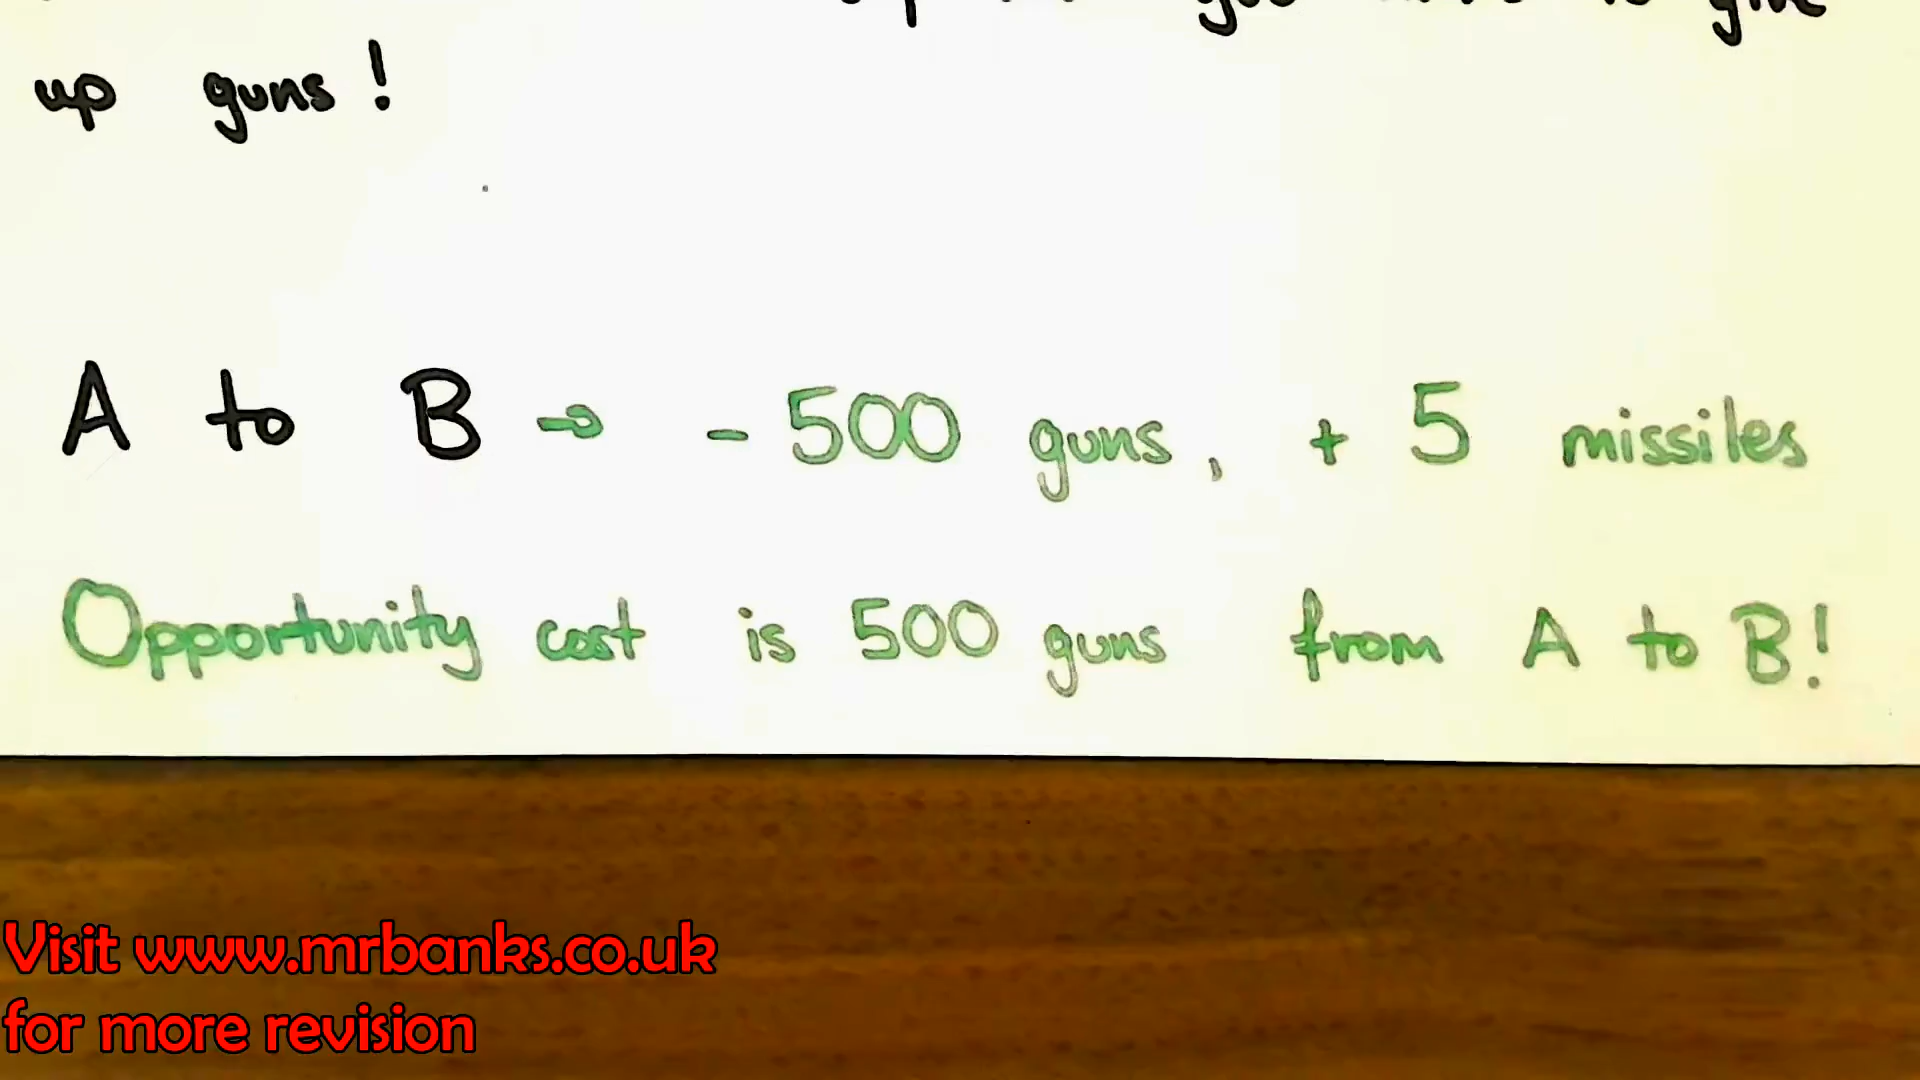 give
up guns!
A to B → - 500 guns, + 5 missiles
Opportunity cost is 500 guns from A to B!
Visit www.mrbanks.co.uk
for more revision